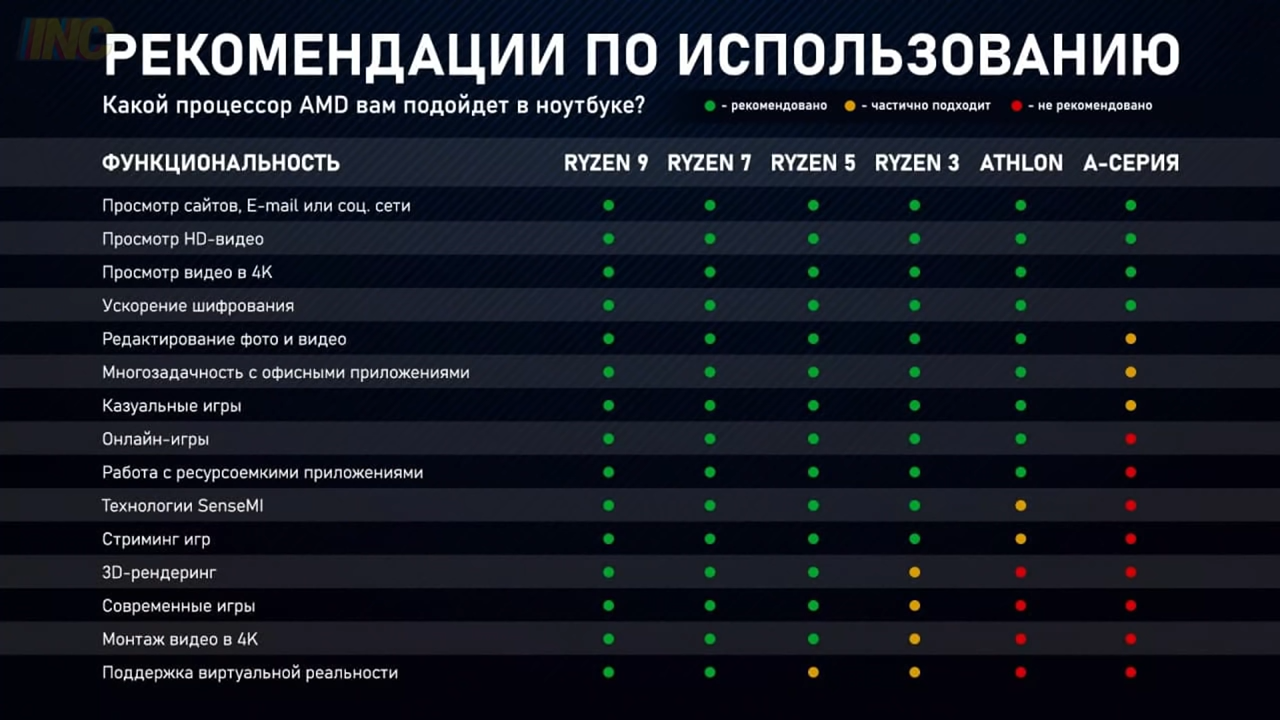 INC
РЕКОМЕНДАЦИИ ПО ИСПОЛЬЗОВАНИЮ
Какой процессор AMD вам подойдет в ноутбуке? - рекомендовано - частично подходит - не рекомендовано
ФУНКЦИОНАЛЬНОСТЬ RYZEN 9 RYZEN 7 RYZEN 5 RYZEN 3 ATHLON А-СЕРИЯ
Просмотр сайтов, E-mail или соц. сети
Просмотр HD-видео
Просмотр видео в 4K
Ускорение шифрования
Редактирование фото и видео
Многозадачность с офисными приложениями
Казуальные игры
Онлайн-игры
Работа с ресурсоемкими приложениями
Технологии SenseMI
Стриминг игр
3D-рендеринг
Современные игры
Монтаж видео в 4K
Поддержка виртуальной реальности